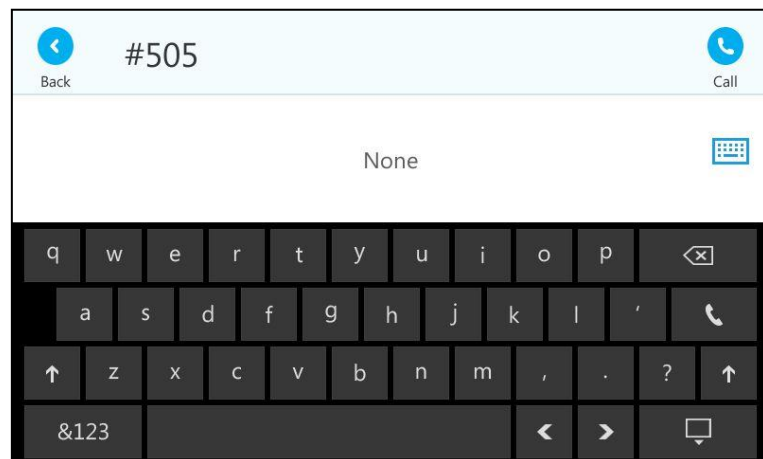 #505
Back
Call
None
q w e r t y u i o p
a s d f g h j k l '
z x c v b n m , . ?
&123